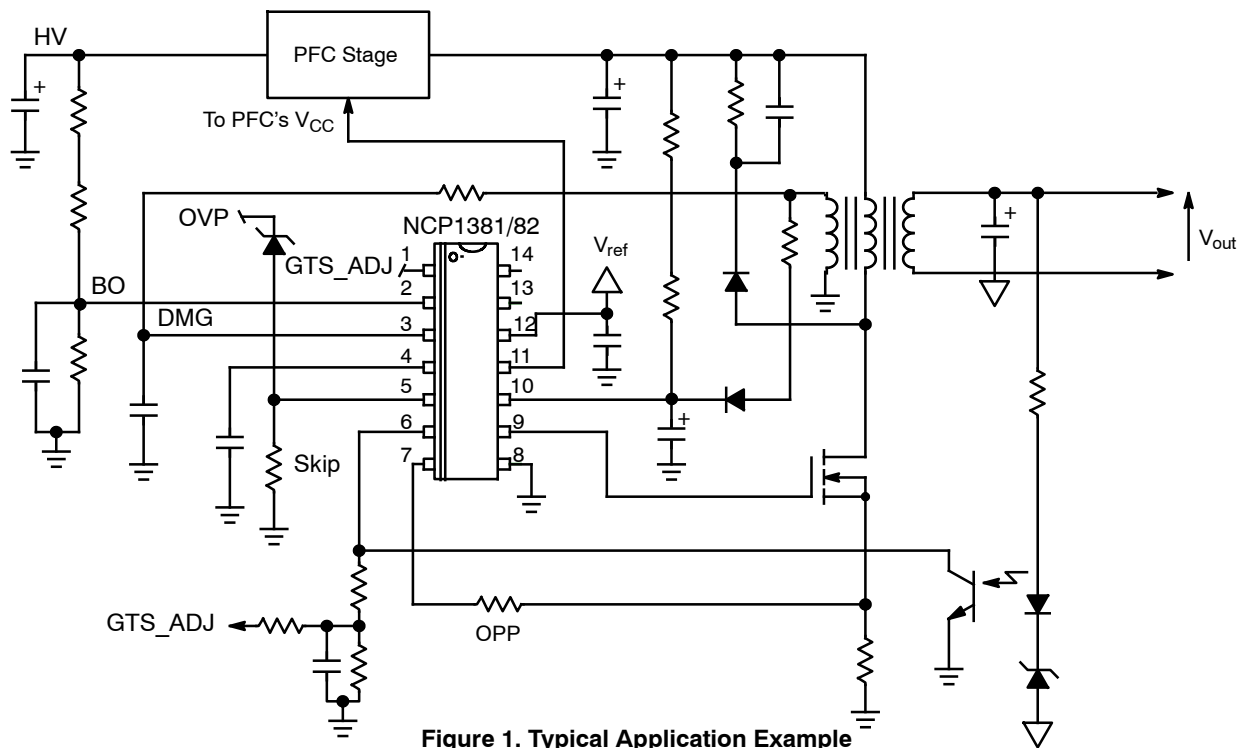 HV
+
PFC Stage
+
To PFC's VCC
OVP
NCP1381/82
Vref
+
Vout
GTS_ADJ
1
14
BO
2
13
DMG
3
12
4
11
5
10
+
6
9
Skip
7
8
GTS_ADJ
OPP
Figure 1. Typical Application Example